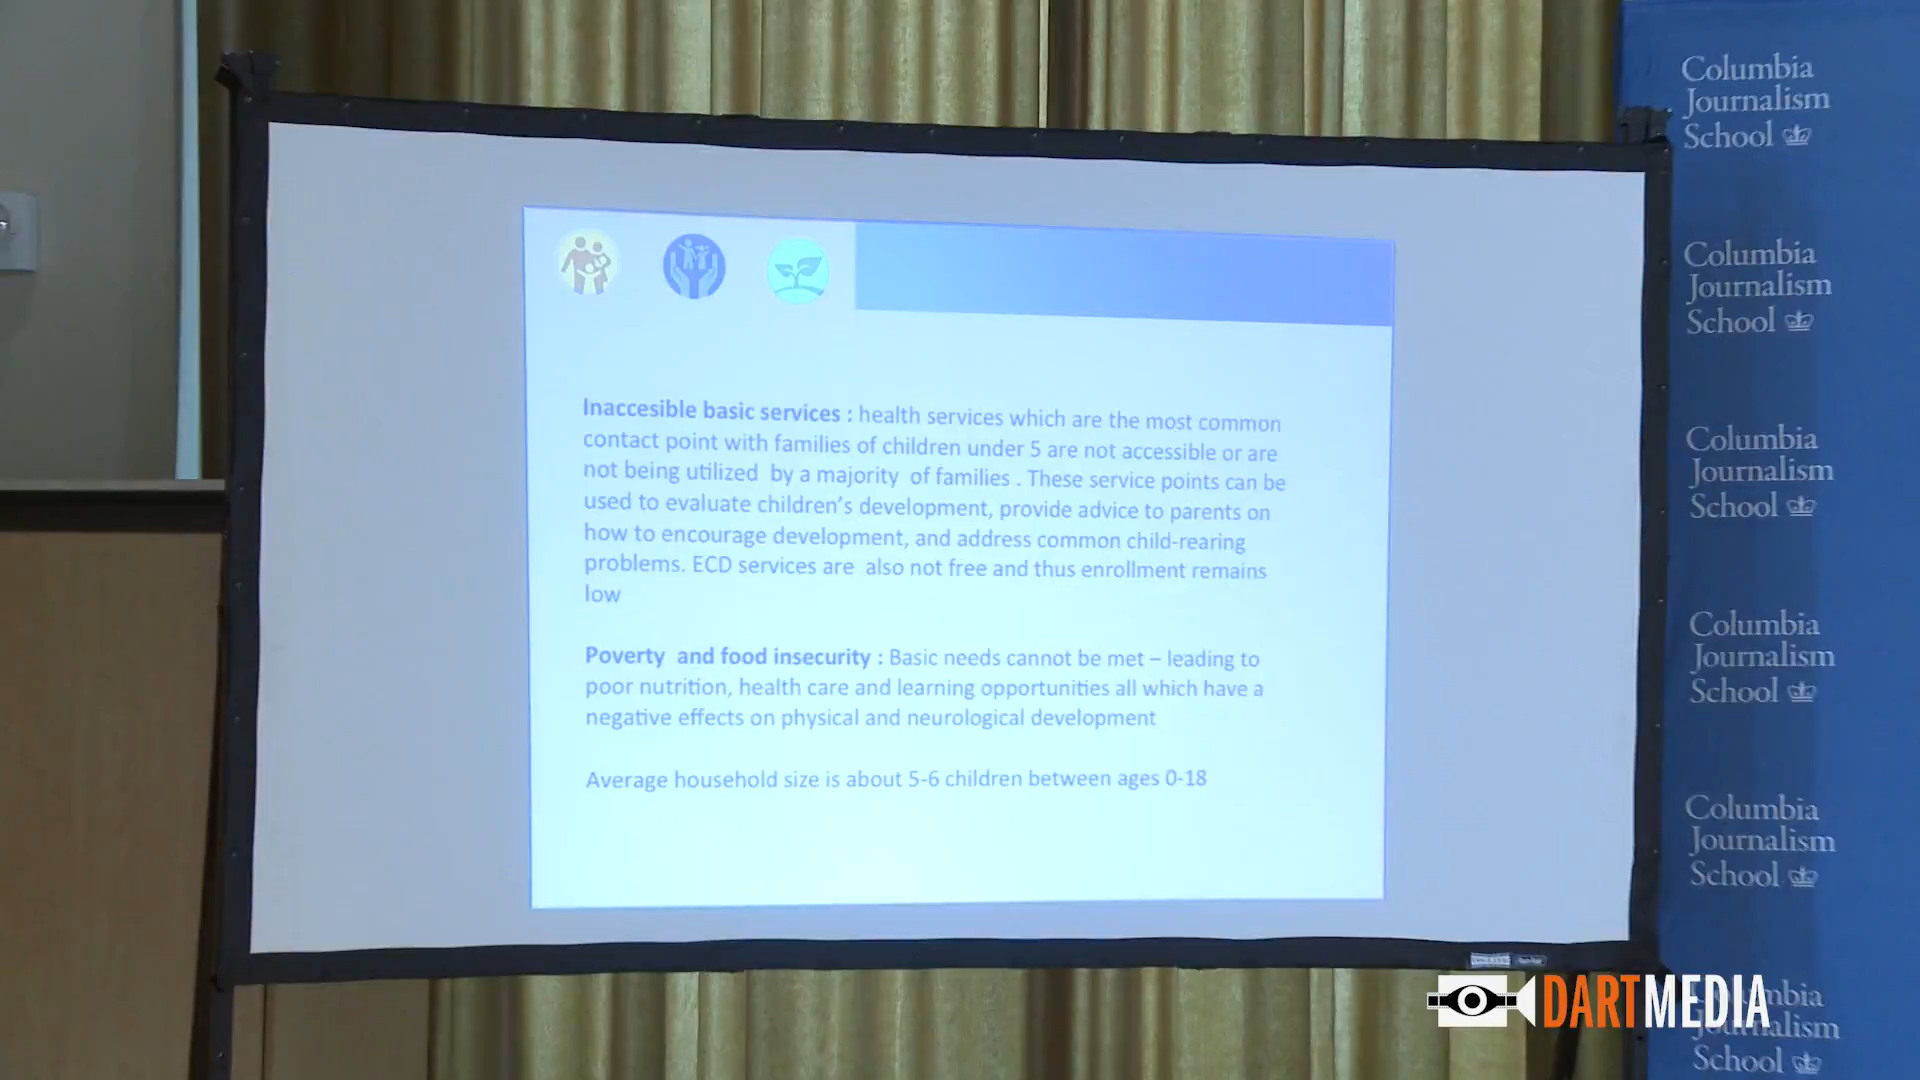 Inaccesible basic services : health services which are the most common
contact point with families of children under 5 are not accessible or are
not being utilized by a majority of families . These service points can be
used to evaluate children's development, provide advice to parents on
how to encourage development, and address common child-rearing
problems. ECD services are also not free and thus enrollment remains
low
Poverty and food insecurity : Basic needs cannot be met – leading to
poor nutrition, health care and learning opportunities all which have a
negative effects on physical and neurological development
Average household size is about 5-6 children between ages 0-18
Columbia
Journalism
School
Columbia
Journalism
School
Columbia
Journalism
School
Columbia
Journalism
School
Columbia
Journalism
School
DARTMEDIA
mbia
Journalism
School